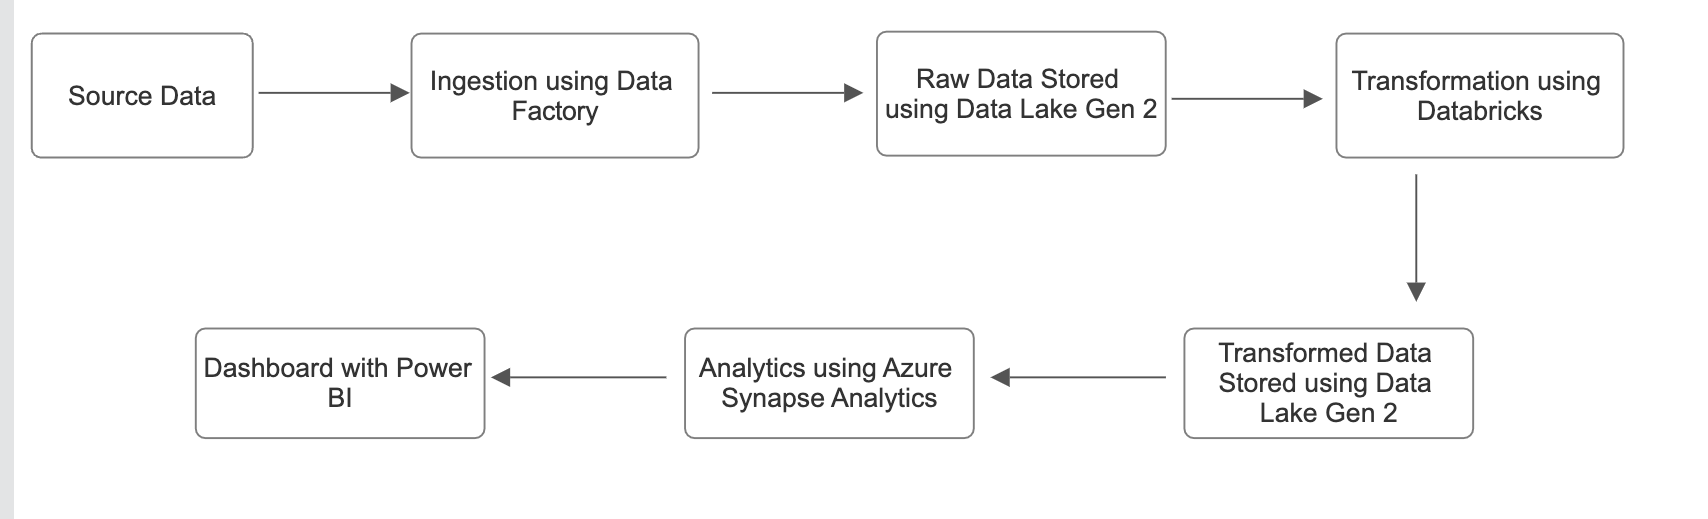 Source Data
Ingestion using Data
Factory
Raw Data Stored
using Data Lake Gen 2
Transformation using
Databricks
Transformed Data
Stored using Data
Lake Gen 2
Analytics using Azure
Synapse Analytics
Dashboard with Power
BI